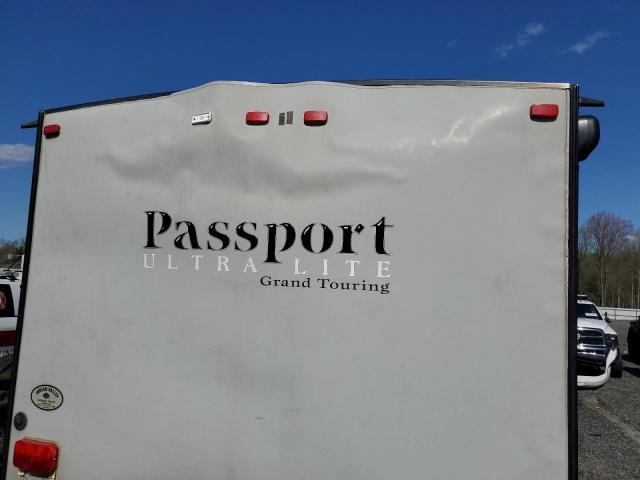 Passport
ULTRA LITE
Grand Touring